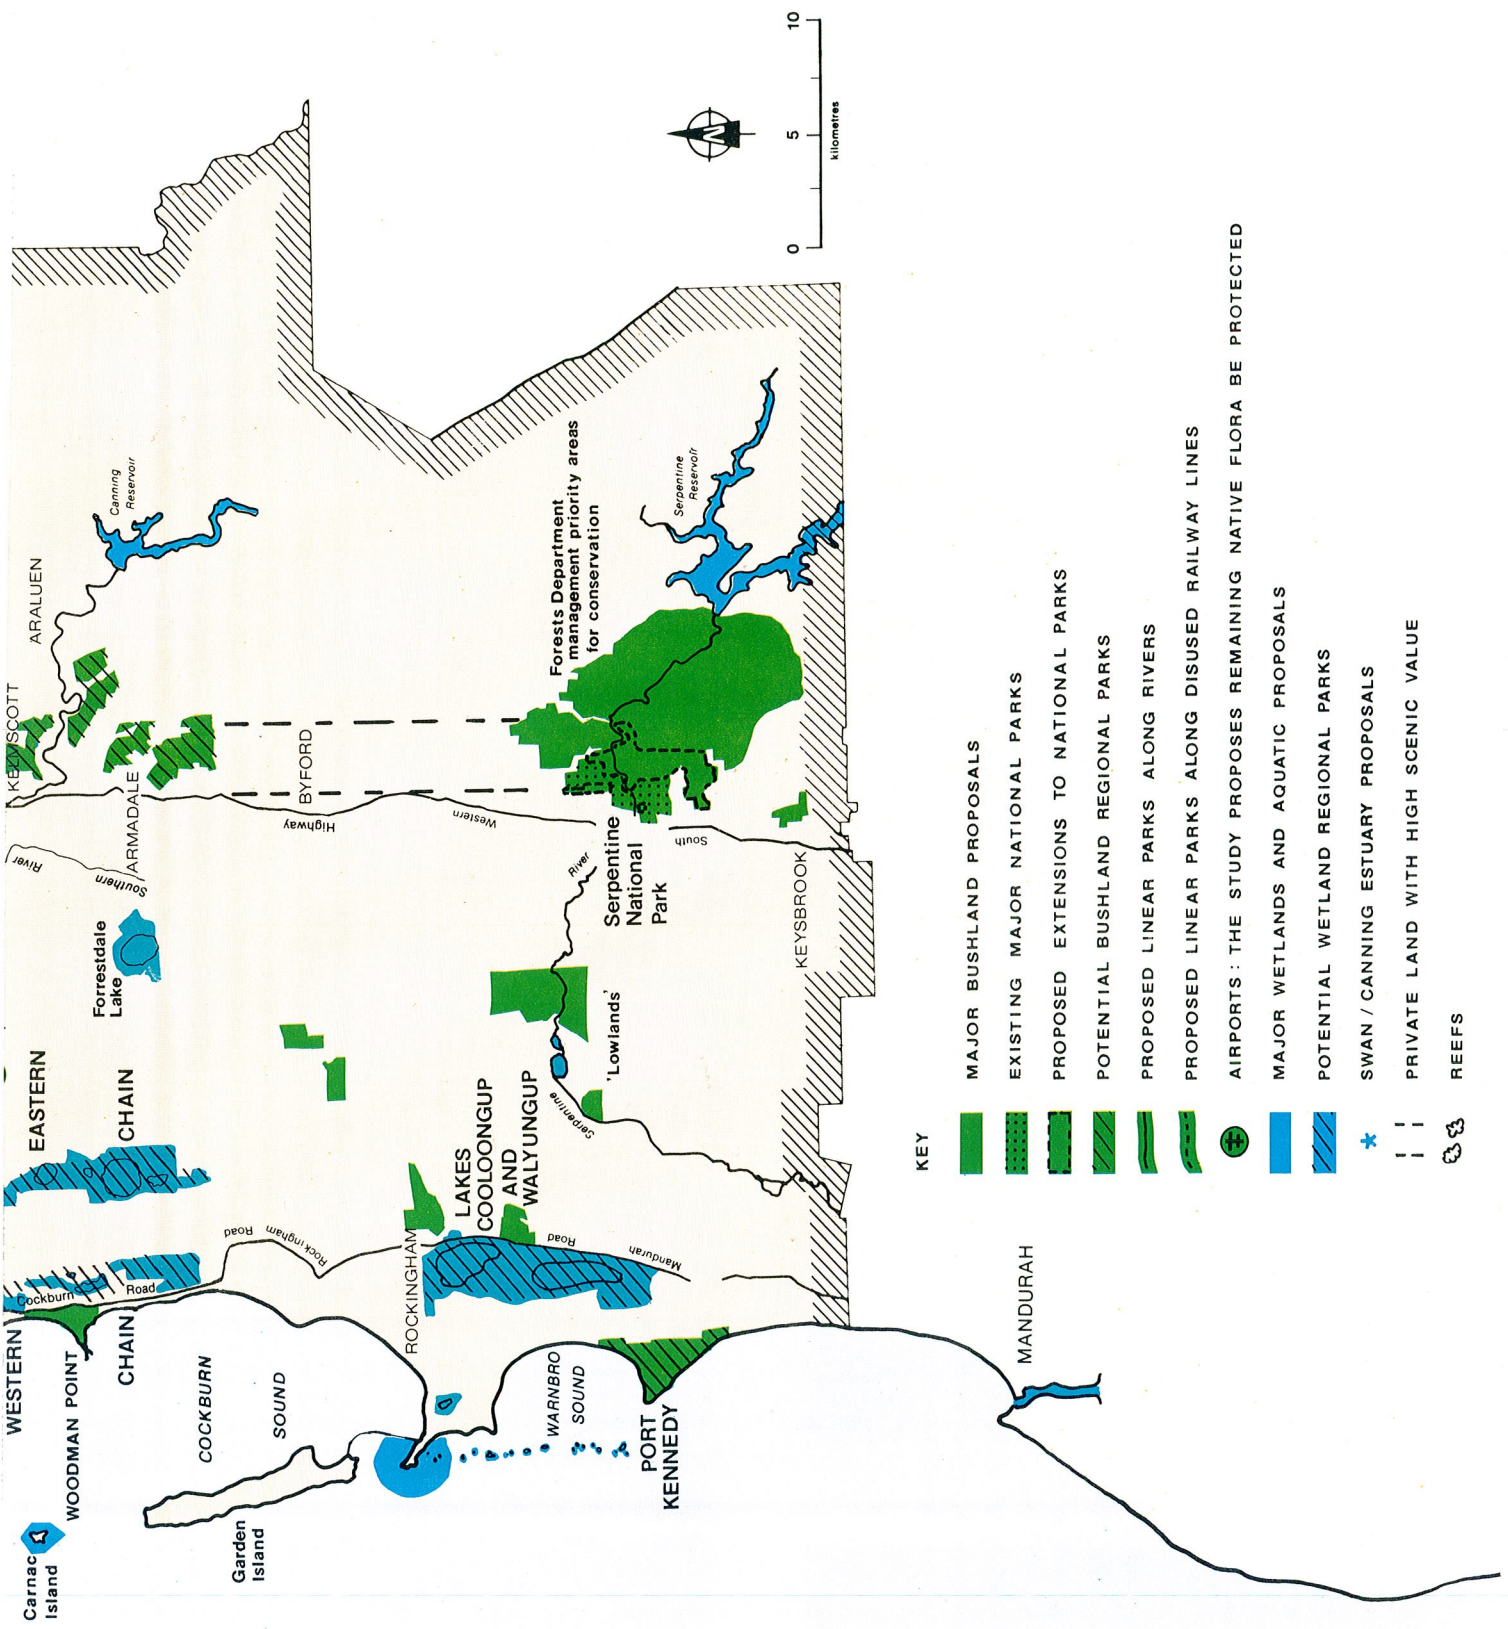 KELMSCOTT
ARALUEN
Canning
Reservoir
ARMADALE
BYFORD
River
Southern
Highway
Western
South
Forrestdale
Lake
EASTERN
CHAIN
WESTERN
CHAIN
Cockburn
Road
Rockingham
Road
WOODMAN POINT
Carnac
Island
COCKBURN
SOUND
Garden
Island
ROCKINGHAM
LAKES
COOLOONGUP
AND
WALYUNGUP
Mandurah
Road
WARNBRO
SOUND
PORT
KENNEDY
Serpentine
River
'Lowlands'
Serpentine
National
Park
Forests Department
management priority areas
for conservation
Serpentine
Reservoir
KEYSBROOK
MANDURAH
N
0 5 10
kilometres
KEY
MAJOR BUSHLAND PROPOSALS
EXISTING MAJOR NATIONAL PARKS
PROPOSED EXTENSIONS TO NATIONAL PARKS
POTENTIAL BUSHLAND REGIONAL PARKS
PROPOSED LINEAR PARKS ALONG RIVERS
PROPOSED LINEAR PARKS ALONG DISUSED RAILWAY LINES
AIRPORTS : THE STUDY PROPOSES REMAINING NATIVE FLORA BE PROTECTED
MAJOR WETLANDS AND AQUATIC PROPOSALS
POTENTIAL WETLAND REGIONAL PARKS
SWAN / CANNING ESTUARY PROPOSALS
PRIVATE LAND WITH HIGH SCENIC VALUE
REEFS